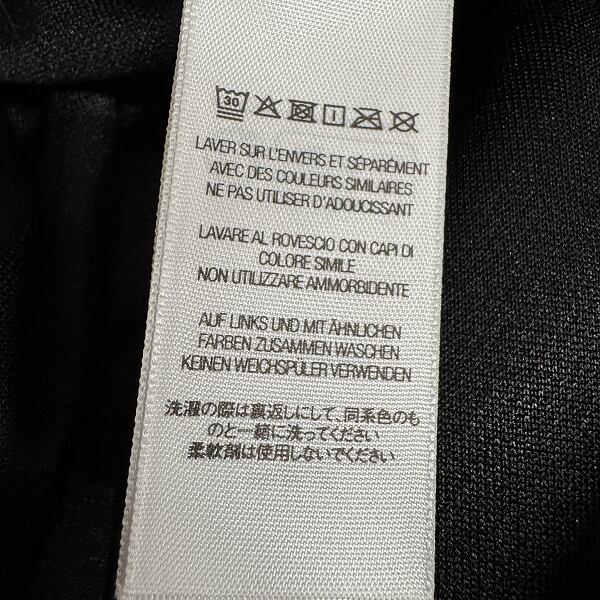 30
LAVER SUR L'ENVERS ET SÉPARÉMENT
AVEC DES COULEURS SIMILAIRES
NE PAS UTILISER D'ADOUCISSANT
LAVARE AL ROVESCIO CON CAPI DI
COLORE SIMILE
NON UTILIZZARE AMMORBIDENTE
AUF LINKS UND MIT ÄHNLICHEN
FARBEN ZUSAMMEN WASCHEN
KEINEN WEICHSPÜLER VERWENDEN
洗濯の際は裏返しにして、同系色のも
のと一緒に洗ってください
柔軟剤は使用しないでください